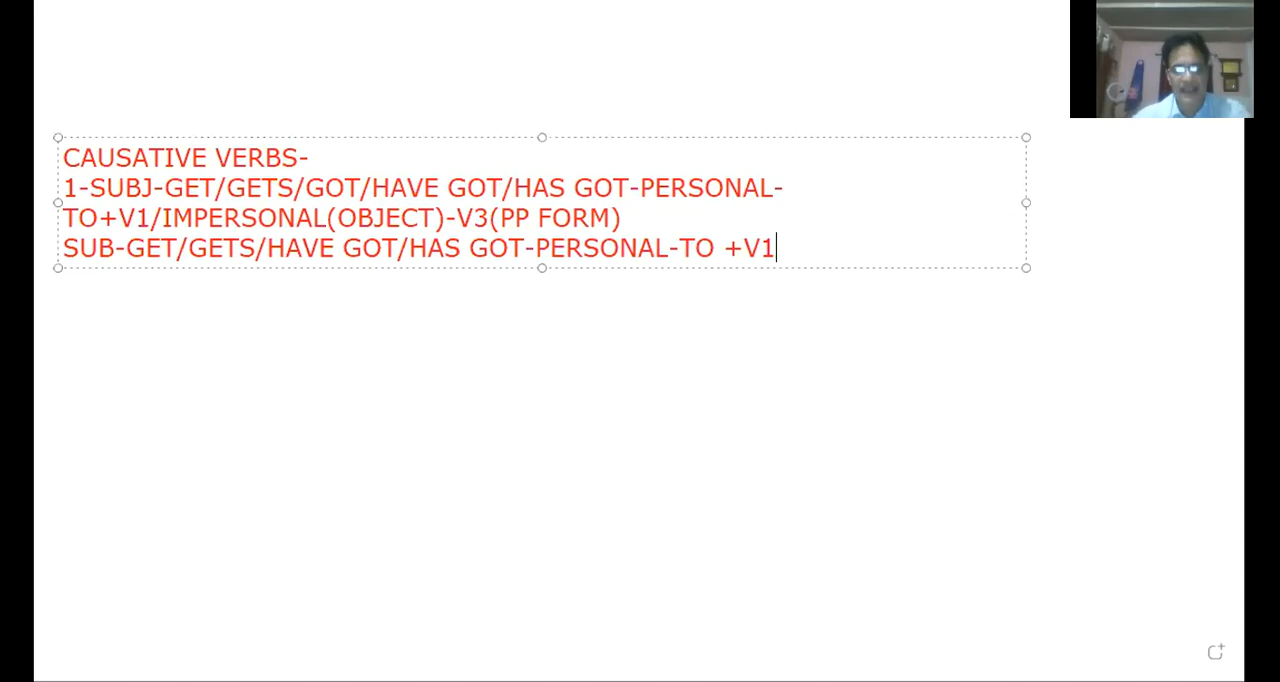 CAUSATIVE VERBS-
1-SUBJ-GET/GETS/GOT/HAVE GOT/HAS GOT-PERSONAL-
TO+V1/IMPERSONAL(OBJECT)-V3(PP FORM)
SUB-GET/GETS/HAVE GOT/HAS GOT-PERSONAL-TO +V1